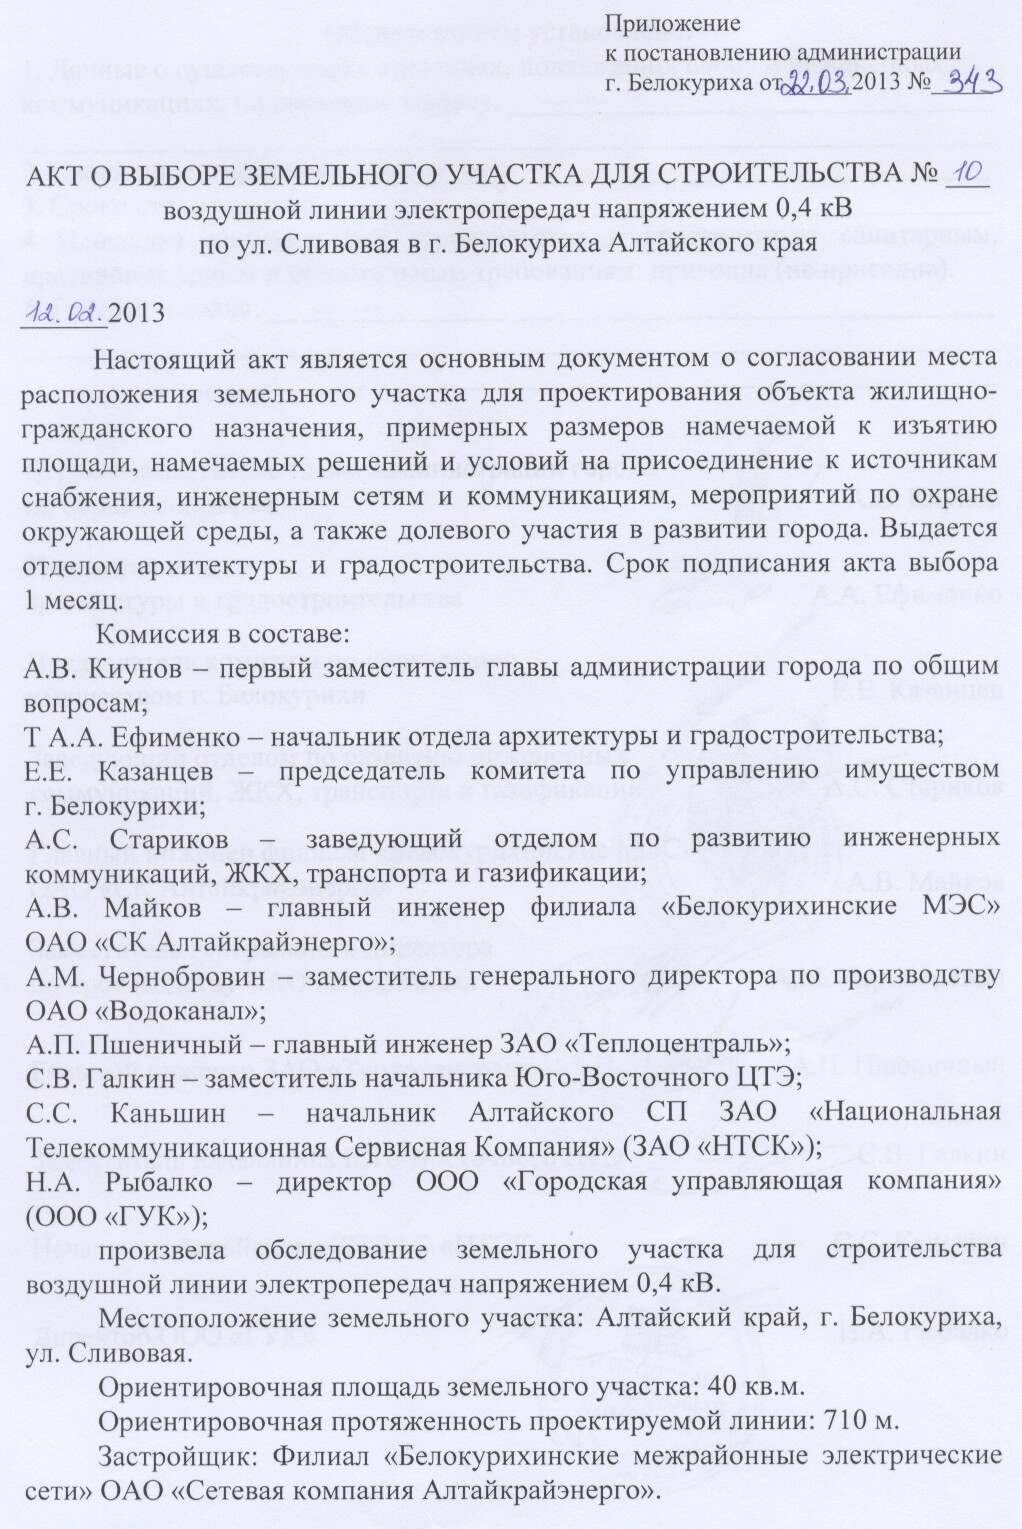 Приложение
к постановлению администрации
г. Белокуриха от 22.03.2013 № 343
АКТ О ВЫБОРЕ ЗЕМЕЛЬНОГО УЧАСТКА ДЛЯ СТРОИТЕЛЬСТВА № 10
воздушной линии электропередач напряжением 0,4 кВ
по ул. Сливовая в г. Белокуриха Алтайского края
12.02.2013
Настоящий акт является основным документом о согласовании места
расположения земельного участка для проектирования объекта жилищно-
гражданского назначения, примерных размеров намечаемой к изъятию
площади, намечаемых решений и условий на присоединение к источникам
снабжения, инженерным сетям и коммуникациям, мероприятий по охране
окружающей среды, а также долевого участия в развитии города. Выдается
отделом архитектуры и градостроительства. Срок подписания акта выбора
1 месяц.
Комиссия в составе:
А.В. Киунов – первый заместитель главы администрации города по общим
вопросам;
Т А.А. Ефименко – начальник отдела архитектуры и градостроительства;
Е.Е. Казанцев – председатель комитета по управлению имуществом
г. Белокурихи;
А.С. Стариков – заведующий отделом по развитию инженерных
коммуникаций, ЖКХ, транспорта и газификации;
А.В. Майков – главный инженер филиала «Белокурихинские МЭС»
ОАО «СК Алтайкрайэнерго»;
А.М. Чернобровин – заместитель генерального директора по производству
ОАО «Водоканал»;
А.П. Пшеничный – главный инженер ЗАО «Теплоцентраль»;
С.В. Галкин – заместитель начальника Юго-Восточного ЦТЭ;
С.С. Каньшин – начальник Алтайского СП ЗАО «Национальная
Телекоммуникационная Сервисная Компания» (ЗАО «НТСК»);
Н.А. Рыбалко – директор ООО «Городская управляющая компания»
(ООО «ГУК»);
произвела обследование земельного участка для строительства
воздушной линии электропередач напряжением 0,4 кВ.
Местоположение земельного участка: Алтайский край, г. Белокуриха,
ул. Сливовая.
Ориентировочная площадь земельного участка: 40 кв.м.
Ориентировочная протяженность проектируемой линии: 710 м.
Застройщик: Филиал «Белокурихинские межрайонные электрические
сети» ОАО «Сетевая компания Алтайкрайэнерго».